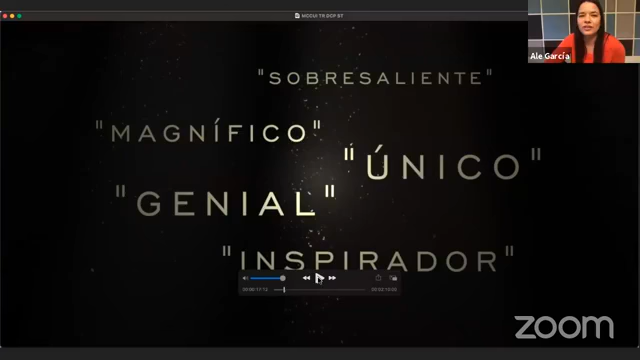 Ale García
"SOBRESALIENTE"
"MAGNÍFICO"
"ÚNICO"
"GENIAL"
"INSPIRADOR"
zoom